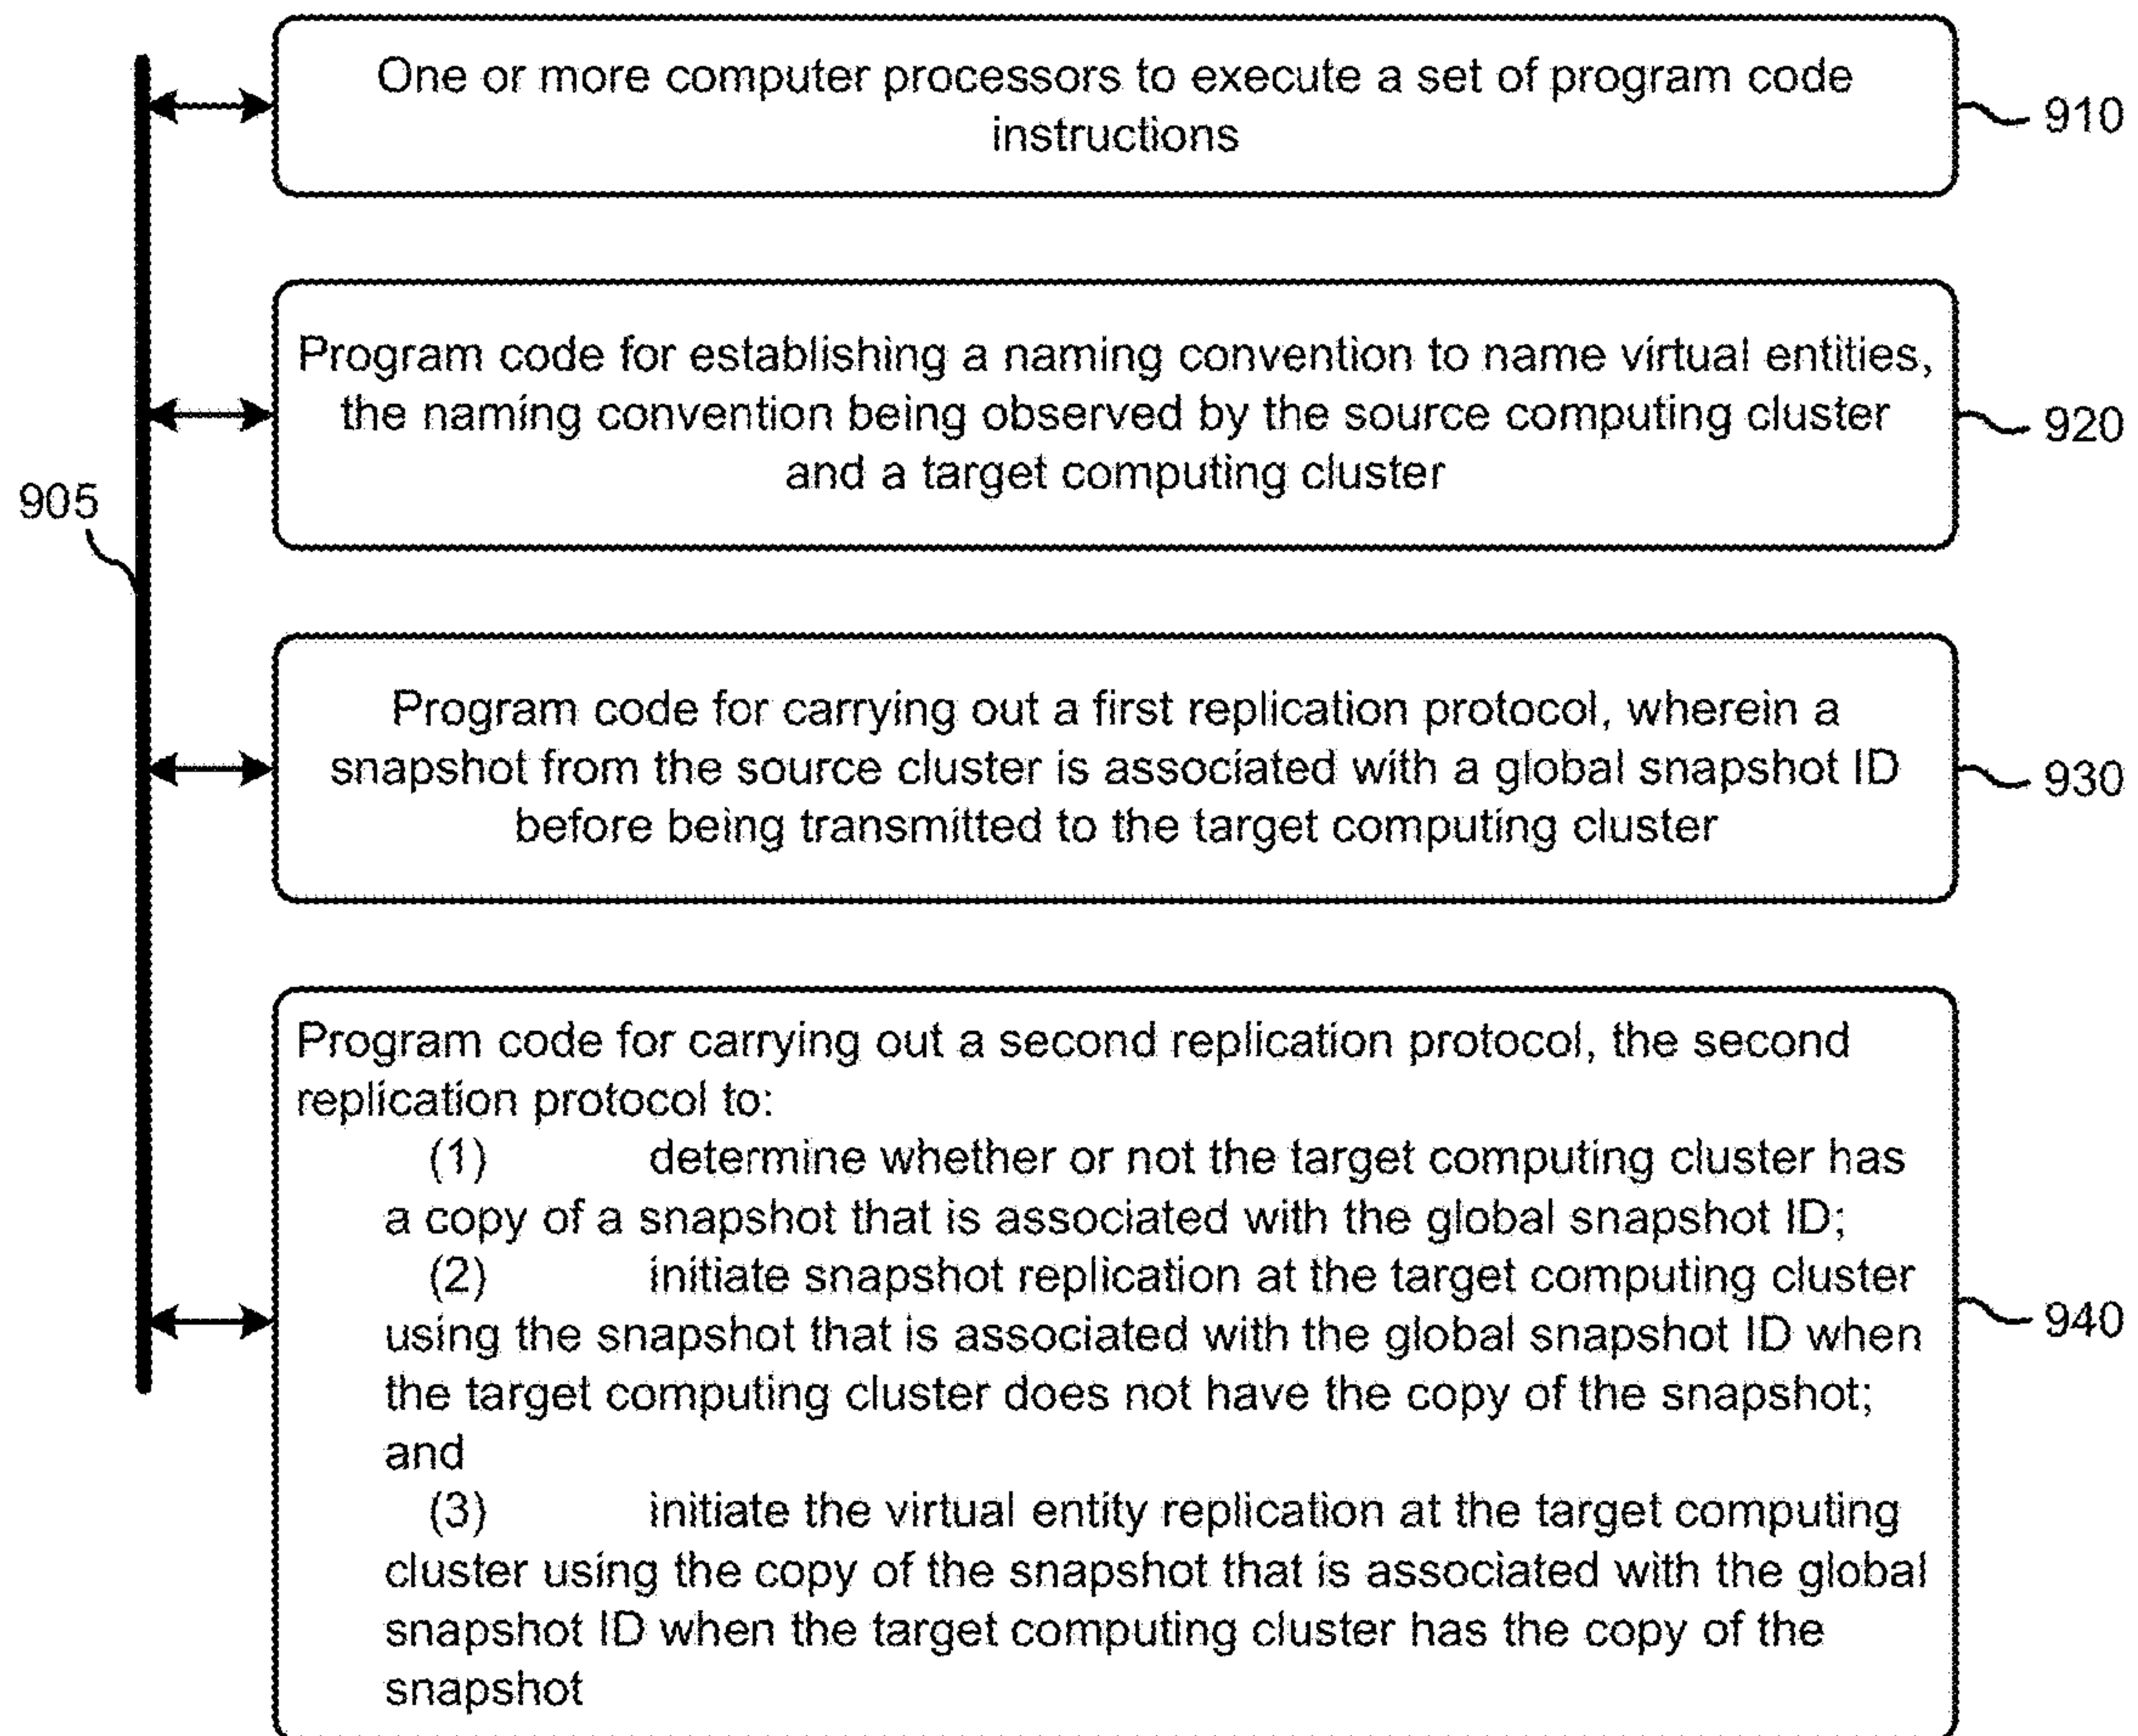 One or more computer processors to execute a set of program code
instructions
910
Program code for establishing a naming convention to name virtual entities,
the naming convention being observed by the source computing cluster
and a target computing cluster
920
905
Program code for carrying out a first replication protocol, wherein a
snapshot from the source cluster is associated with a global snapshot ID
before being transmitted to the target computing cluster
930
Program code for carrying out a second replication protocol, the second
replication protocol to:
(1) determine whether or not the target computing cluster has
a copy of a snapshot that is associated with the global snapshot ID;
(2) initiate snapshot replication at the target computing cluster
using the snapshot that is associated with the global snapshot ID when
the target computing cluster does not have the copy of the snapshot;
and
(3) initiate the virtual entity replication at the target computing
cluster using the copy of the snapshot that is associated with the global
snapshot ID when the target computing cluster has the copy of the
snapshot
940